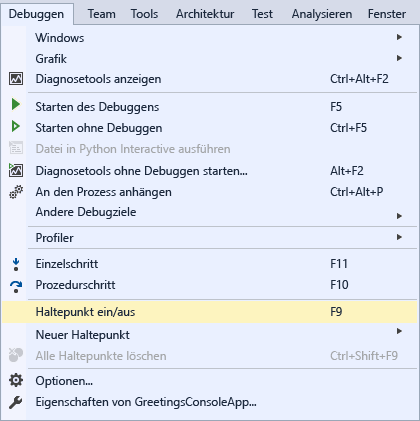 Debuggen Team Tools Architektur Test Analysieren Fenster
Windows
Grafik
Diagnosetools anzeigen Ctrl+Alt+F2
Starten des Debuggens F5
Starten ohne Debuggen Ctrl+F5
Datei in Python Interactive ausführen
Diagnosetools ohne Debuggen starten... Alt+F2
An den Prozess anhängen Ctrl+Alt+P
Andere Debugziele
Profiler
Einzelschritt F11
Prozedurschritt F10
Haltepunkt ein/aus F9
Neuer Haltepunkt
Alle Haltepunkte löschen Ctrl+Shift+F9
Optionen...
Eigenschaften von GreetingsConsoleApp...